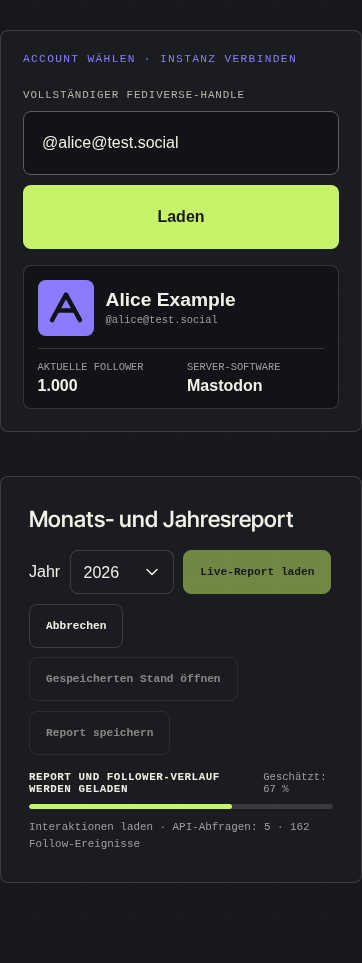 ACCOUNT WÄHLEN · INSTANZ VERBINDEN
VOLLSTÄNDIGER FEDIVERSE-HANDLE
@alice@test.social
Laden
Alice Example
@alice@test.social
AKTUELLE FOLLOWER
1.000
SERVER-SOFTWARE
Mastodon
Monats- und Jahresreport
Jahr 2026 Live-Report laden
Abbrechen
Gespeicherten Stand öffnen
Report speichern
REPORT UND FOLLOWER-VERLAUF
WERDEN GELADEN
Geschätzt:
67 %
Interaktionen laden · API-Abfragen: 5 · 162
Follow-Ereignisse